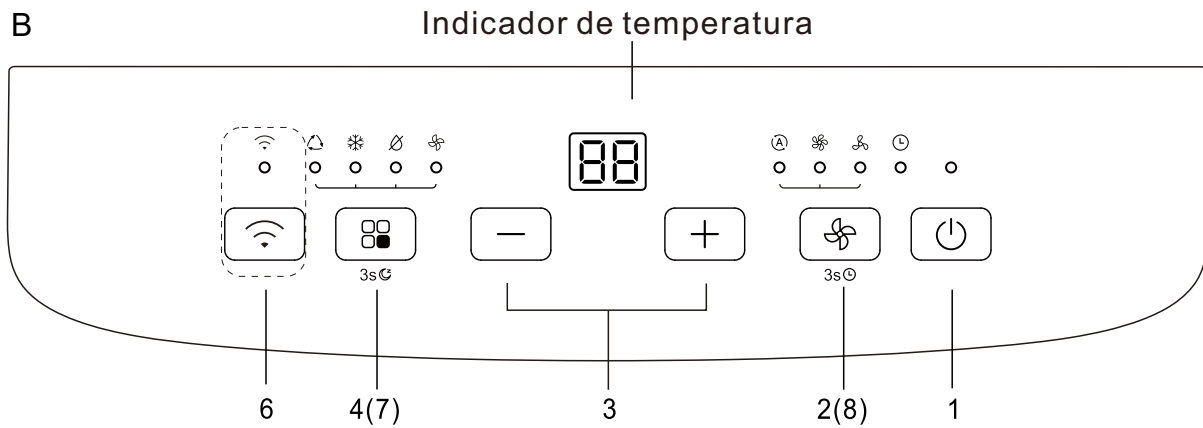 B
Indicador de temperatura
88
A
3s
3s
6
4(7)
3
2(8)
1